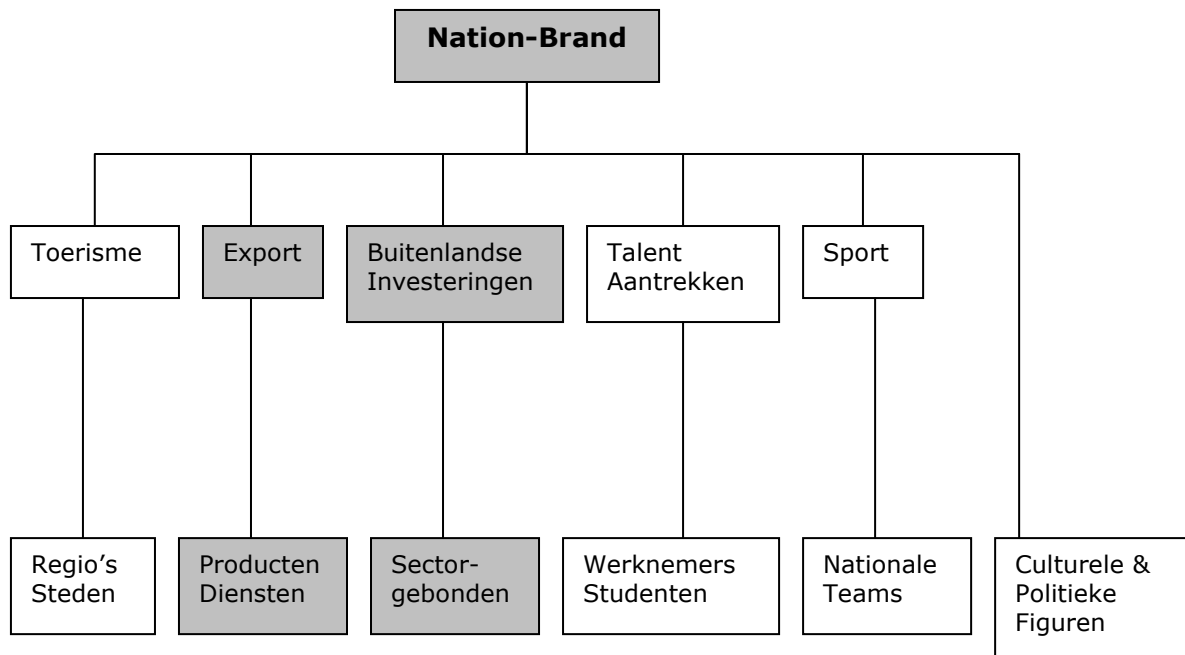 Nation-Brand
Toerisme
Export
Buitenlandse
Investeringen
Talent
Aantrekken
Sport
Regio's
Steden
Producten
Diensten
Sector-
gebonden
Werknemers
Studenten
Nationale
Teams
Culturele &
Politieke
Figuren